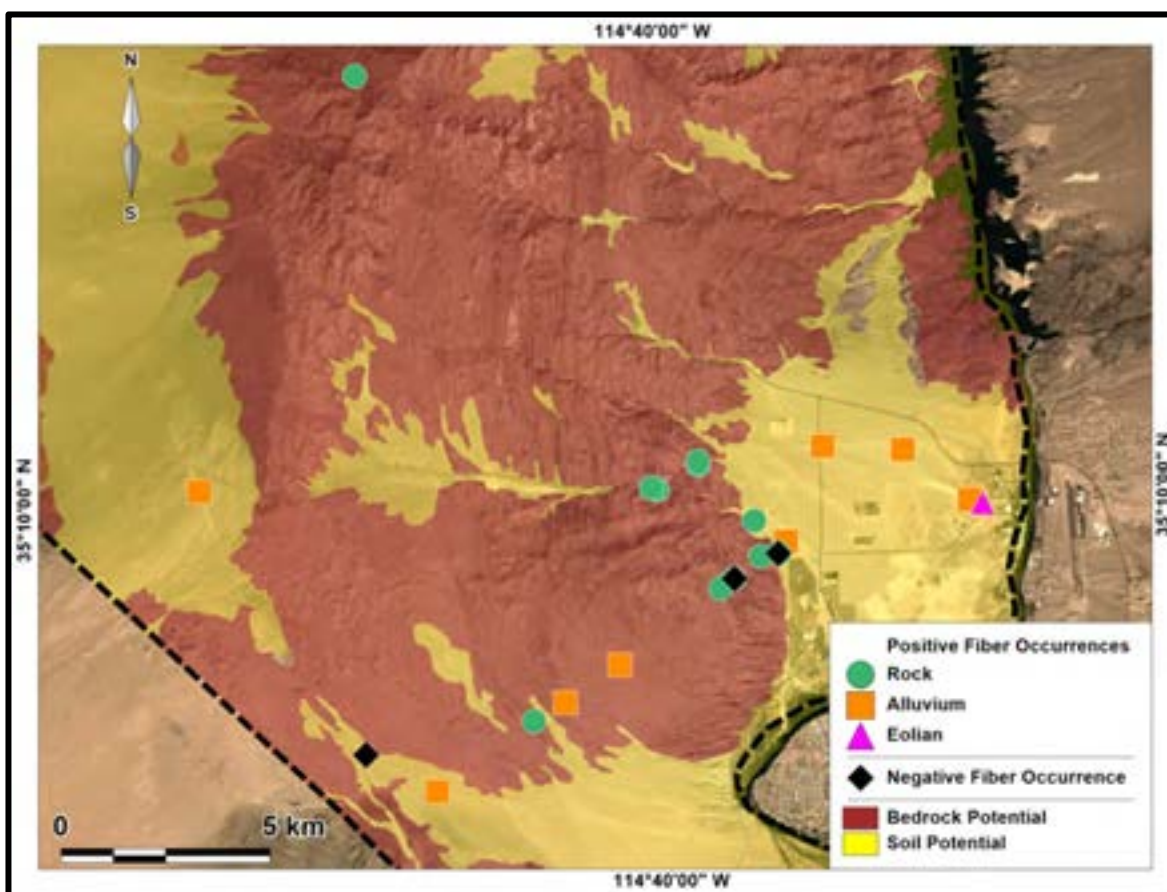 114°40'00" W
N
S
35°10'00" N
35°10'00" N
Positive Fiber Occurrences
Rock
Alluvium
Eolian
Negative Fiber Occurrence
Bedrock Potential
Soil Potential
0 5 km
114°40'00" W